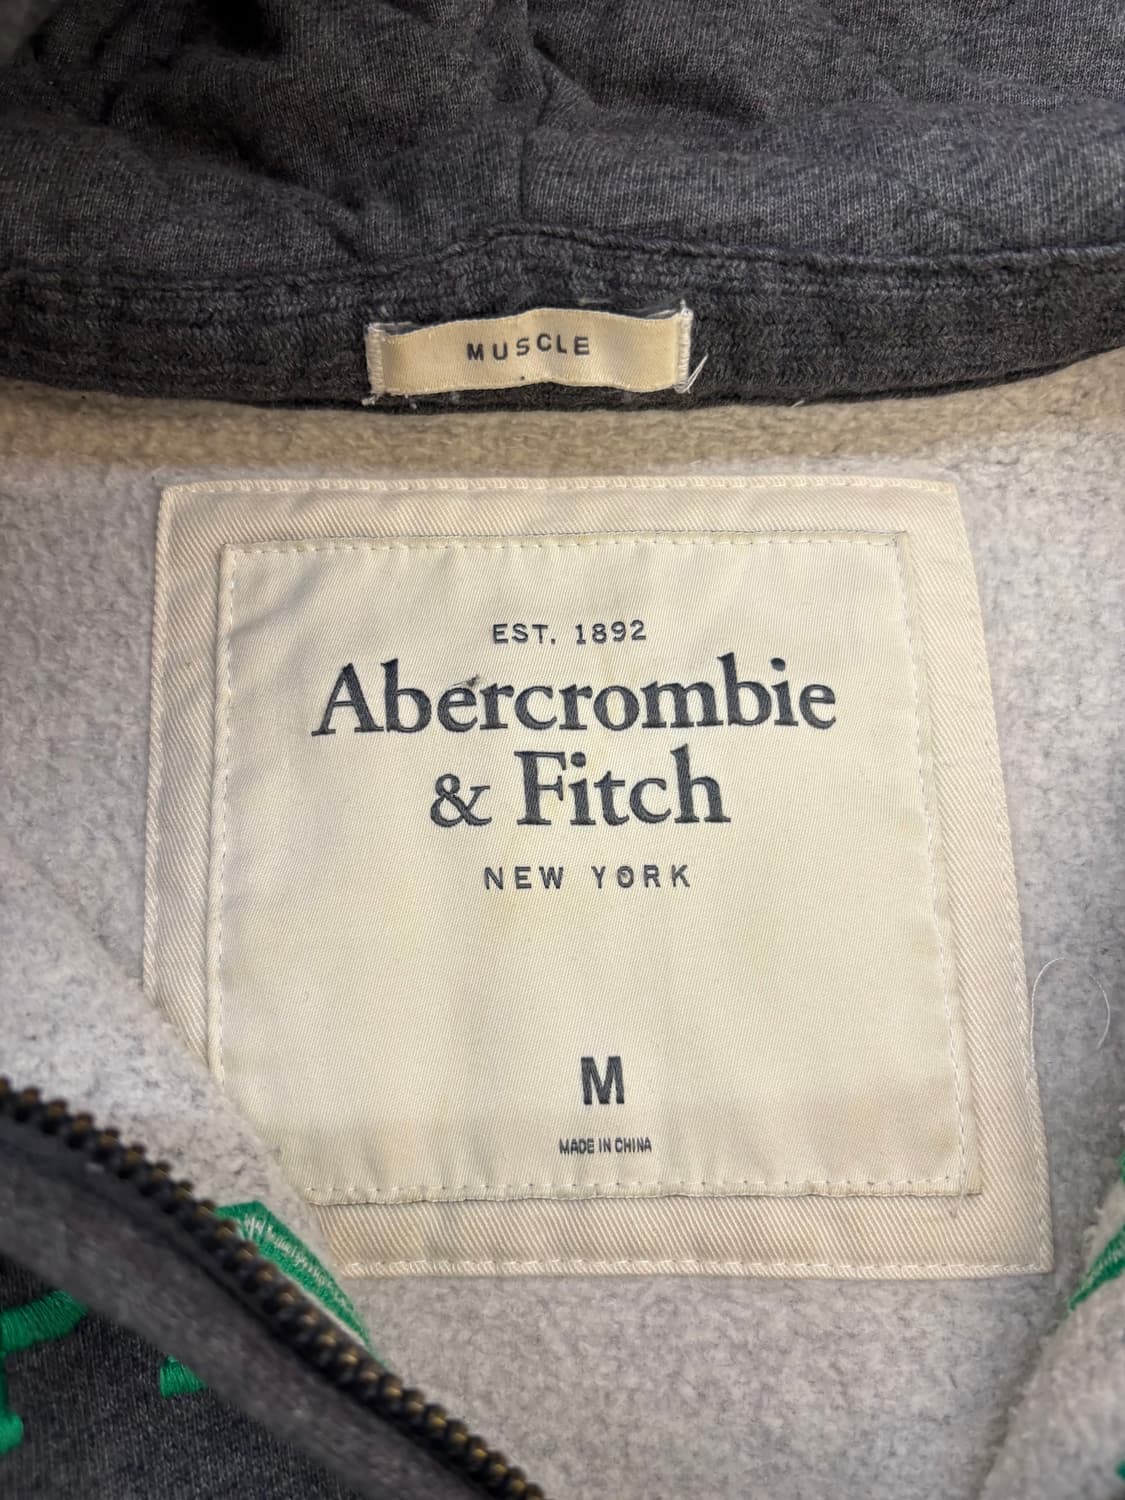 MUSCLE
EST. 1892
Abercrombie
& Fitch
NEW YORK
M
MADE IN CHINA